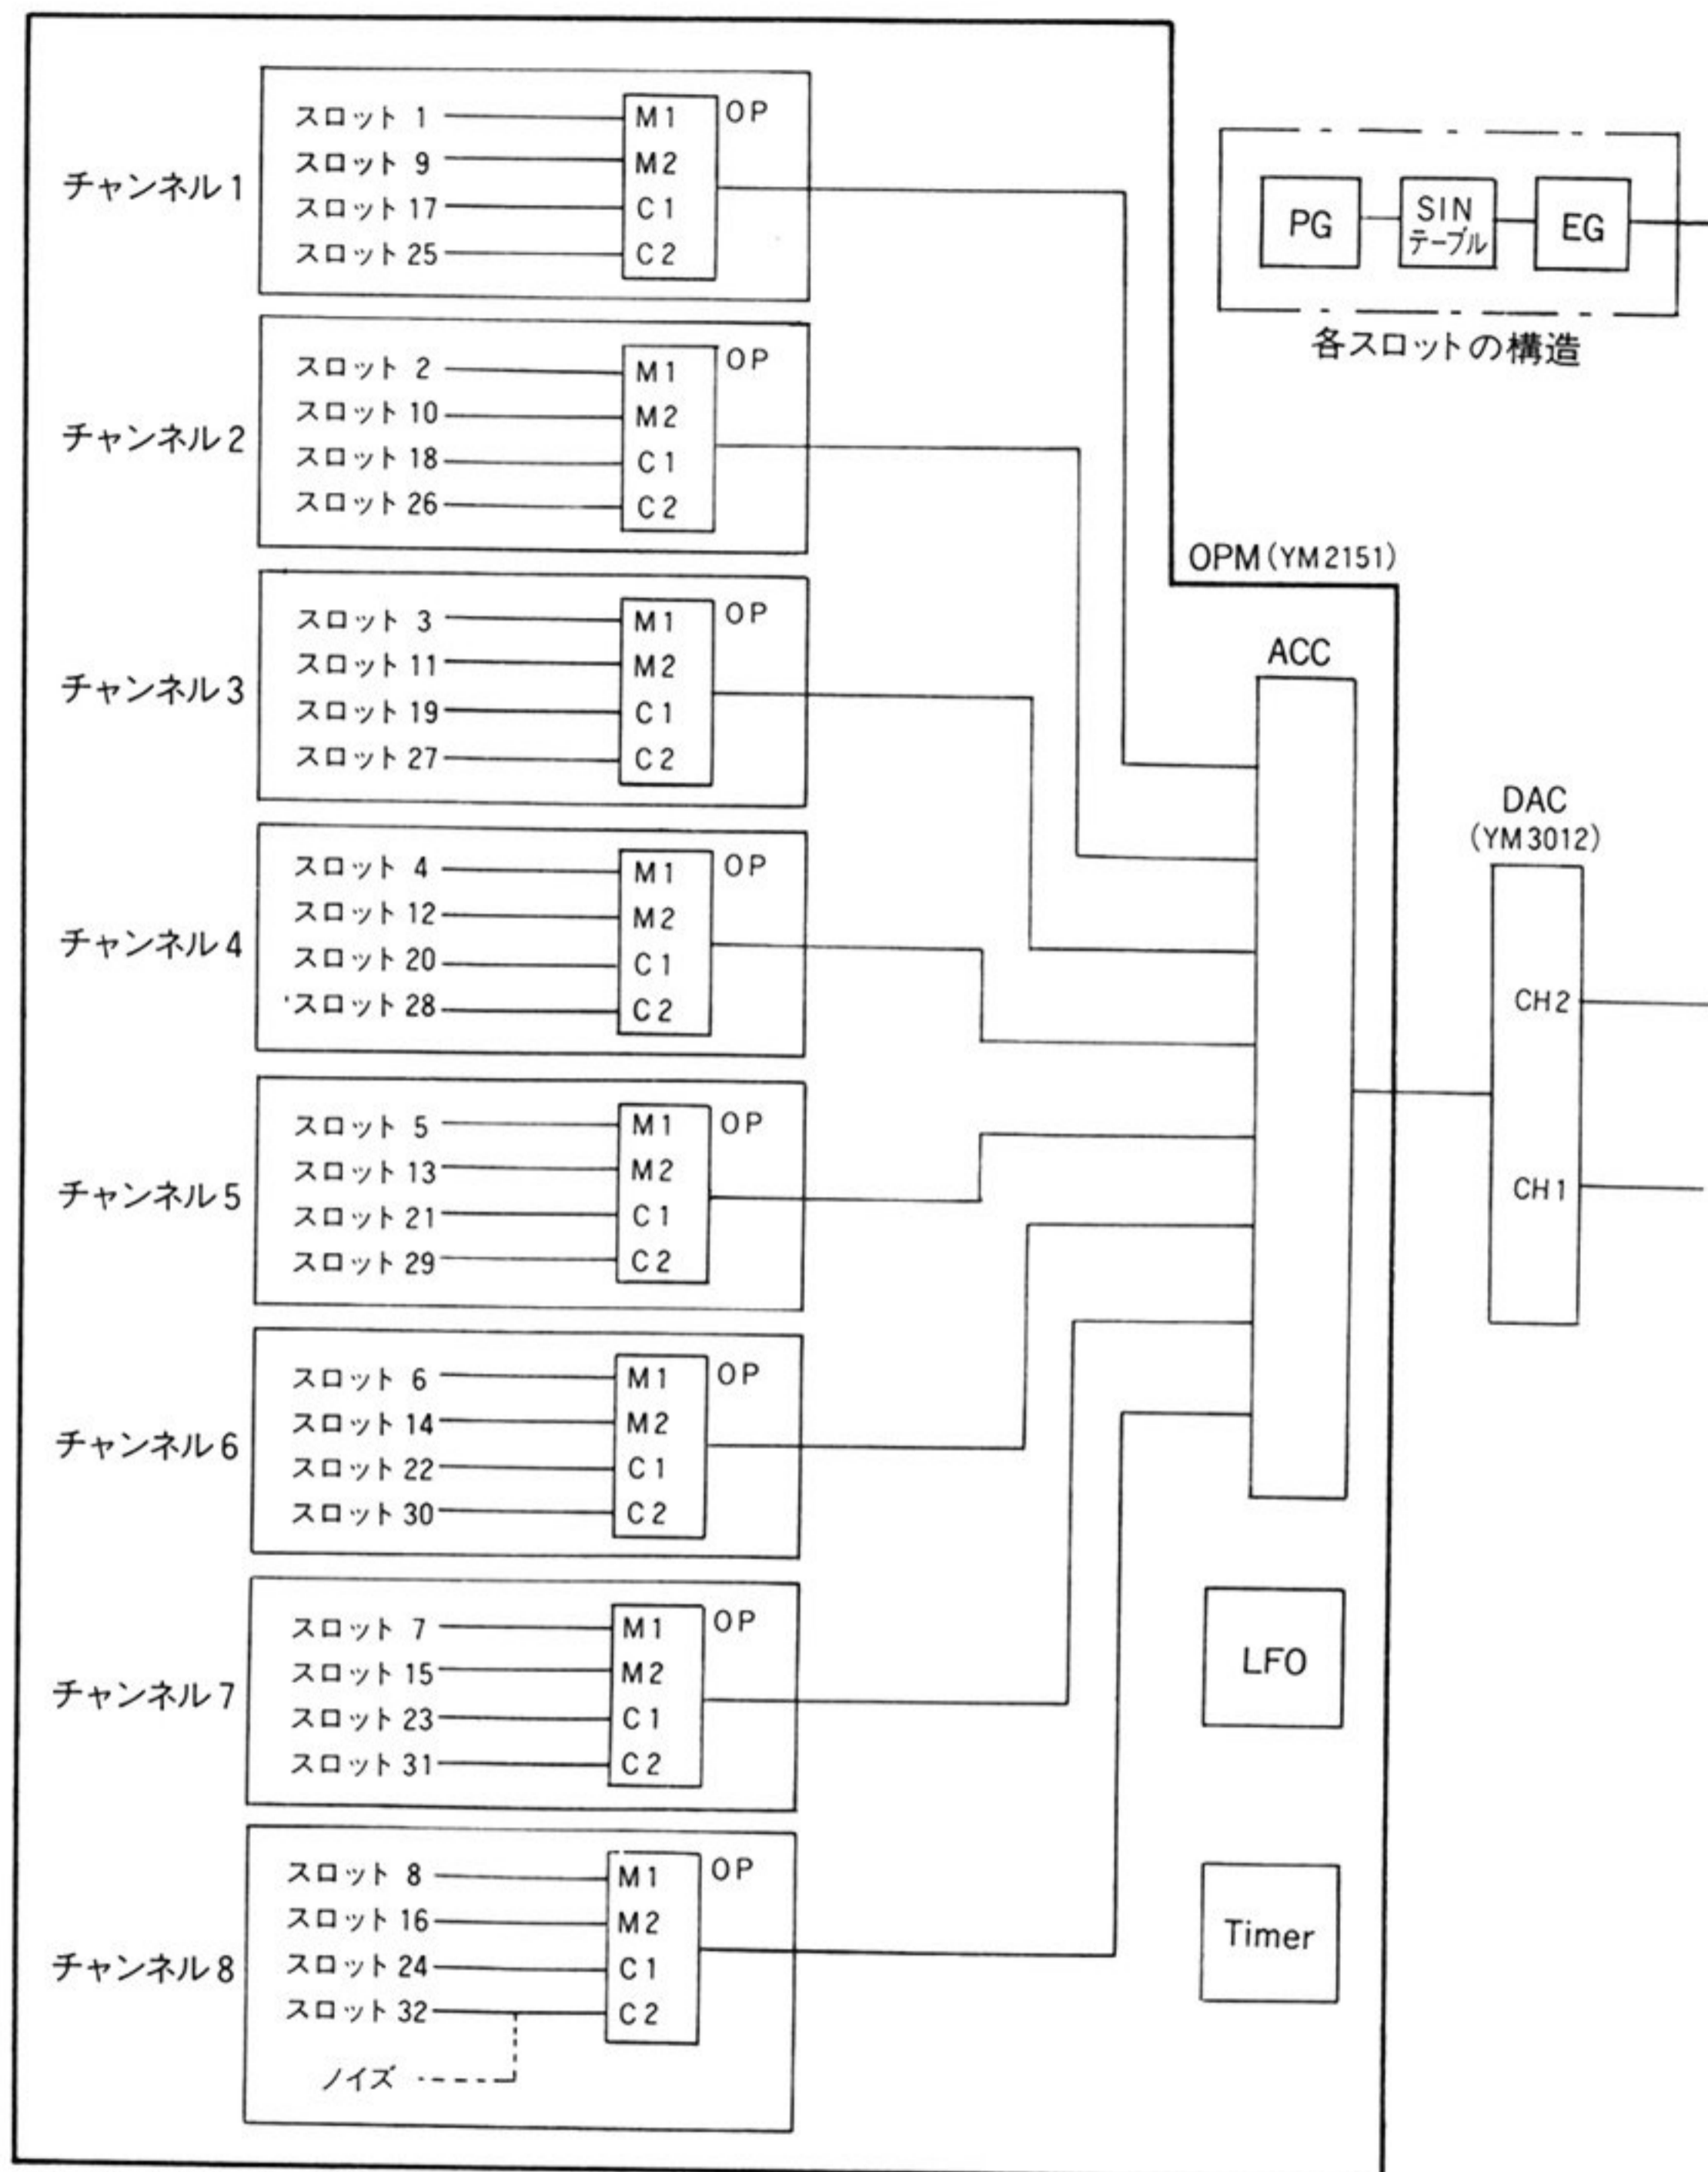 チャンネル1
スロット 1
スロット 9
スロット 17
スロット 25
M1
M2
C1
C2
OP
チャンネル2
スロット 2
スロット 10
スロット 18
スロット 26
M1
M2
C1
C2
OP
チャンネル3
スロット 3
スロット 11
スロット 19
スロット 27
M1
M2
C1
C2
OP
チャンネル4
スロット 4
スロット 12
スロット 20
スロット 28
M1
M2
C1
C2
OP
チャンネル5
スロット 5
スロット 13
スロット 21
スロット 29
M1
M2
C1
C2
OP
チャンネル6
スロット 6
スロット 14
スロット 22
スロット 30
M1
M2
C1
C2
OP
チャンネル7
スロット 7
スロット 15
スロット 23
スロット 31
M1
M2
C1
C2
OP
チャンネル8
スロット 8
スロット 16
スロット 24
スロット 32
ノイズ
M1
M2
C1
C2
OP
PG
SIN
テーブル
EG
各スロットの構造
OPM(YM2151)
ACC
DAC
(YM3012)
CH2
CH1
LFO
Timer